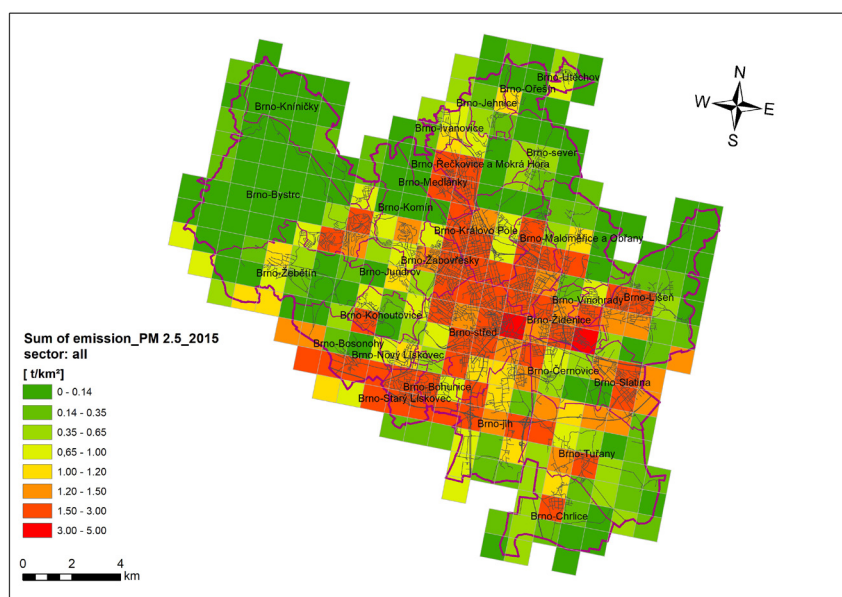 N
W
E
S
Brno-Útěchov
Brno-Ořešín
Brno-Jehnice
Brno-Kníničky
Brno-Ivanovice
Brno-sever
Brno-Řečkovice a Mokrá Hora
Brno-Medlánky
Brno-Bystrc
Brno-Komín
Brno-Královo Pole
Brno-Maloměřice a Obřany
Brno-Žabovřesky
Brno-Jundrov
Brno-Žebětín
Brno-Vinohrady
Brno-Líšeň
Brno-Kohoutovice
Brno-Židenice
Brno-střed
Brno-Bosonohy
Brno-Nový Lískovec
Brno-Černovice
Brno-Slatina
Brno-Bohunice
Brno-Starý Lískovec
Brno-jih
Brno-Tuřany
Brno-Chrlice
Sum of emission_PM 2.5_2015
sector: all
[ t/km²]
0 - 0.14
0.14 - 0.35
0.35 - 0.65
0.65 - 1.00
1.00 - 1.20
1.20 - 1.50
1.50 - 3.00
3.00 - 5.00
0 2 4
km